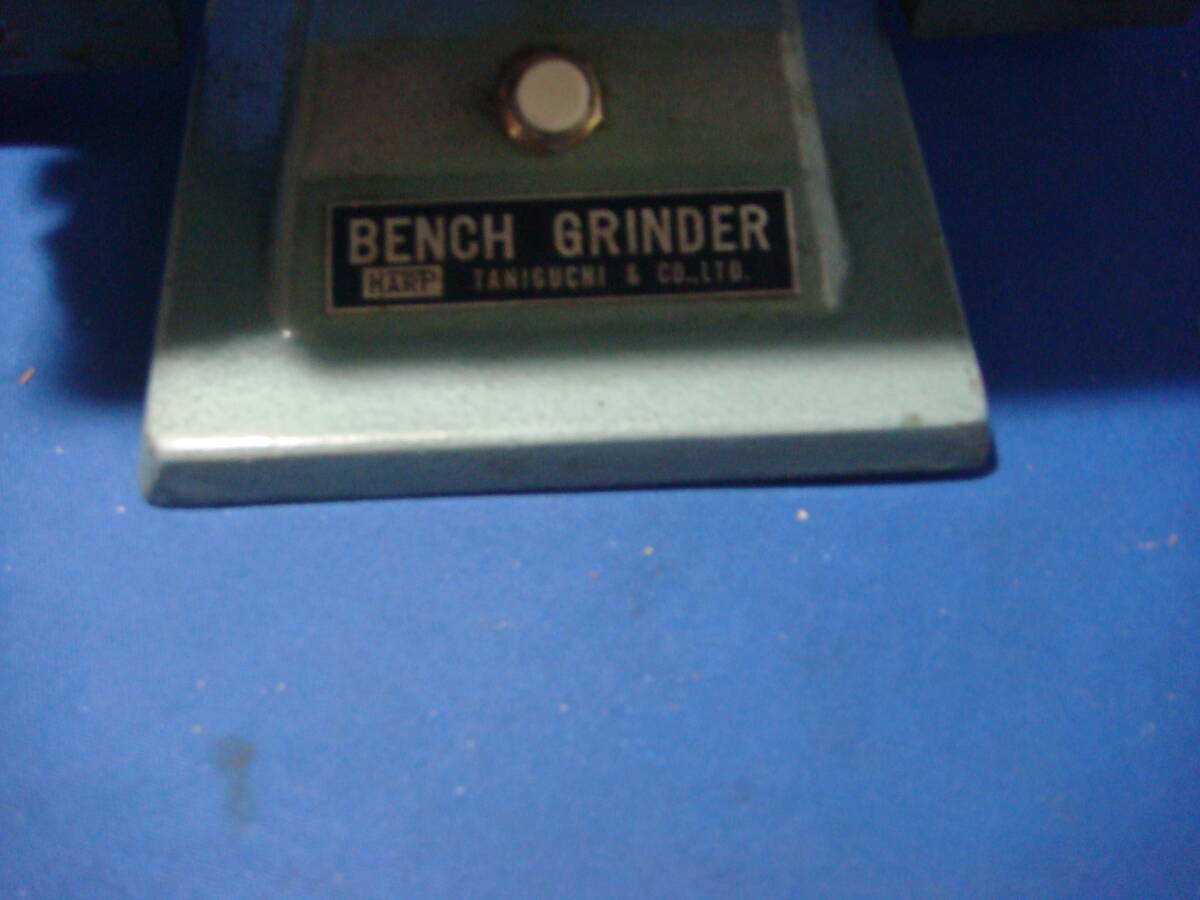 BENCH GRINDER
HARP TANIGUCHI & CO.,LTD.